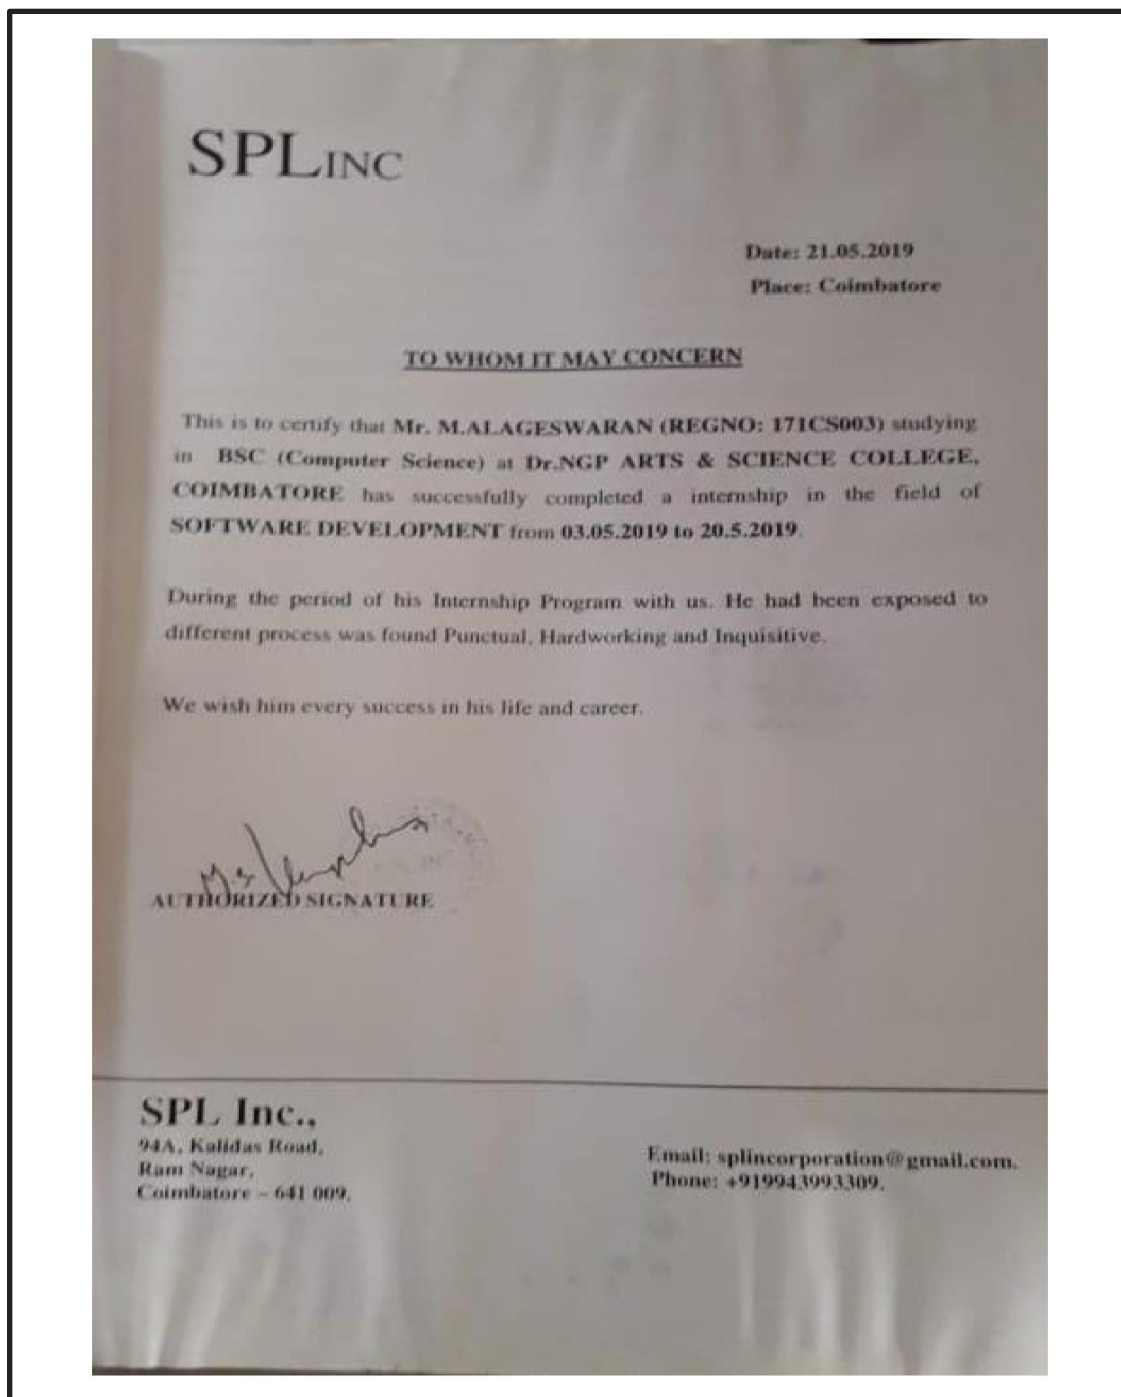 SPLINC
Date: 21.05.2019
Place: Coimbatore
TO WHOM IT MAY CONCERN
This is to certify that Mr. M.ALAGESWARAN (REGNO: 171CS003) studying
in BSC (Computer Science) at Dr.NGP ARTS & SCIENCE COLLEGE,
COIMBATORE has successfully completed a internship in the field of
SOFTWARE DEVELOPMENT from 03.05.2019 to 20.5.2019.
During the period of his Internship Program with us. He had been exposed to
different process was found Punctual, Hardworking and Inquisitive.
We wish him every success in his life and career.
AUTHORIZED SIGNATURE
SPL Inc.,
94A, Kalidas Road,
Ram Nagar,
Coimbatore – 641 009.
Email: splincorporation@gmail.com.
Phone: +919943993309.